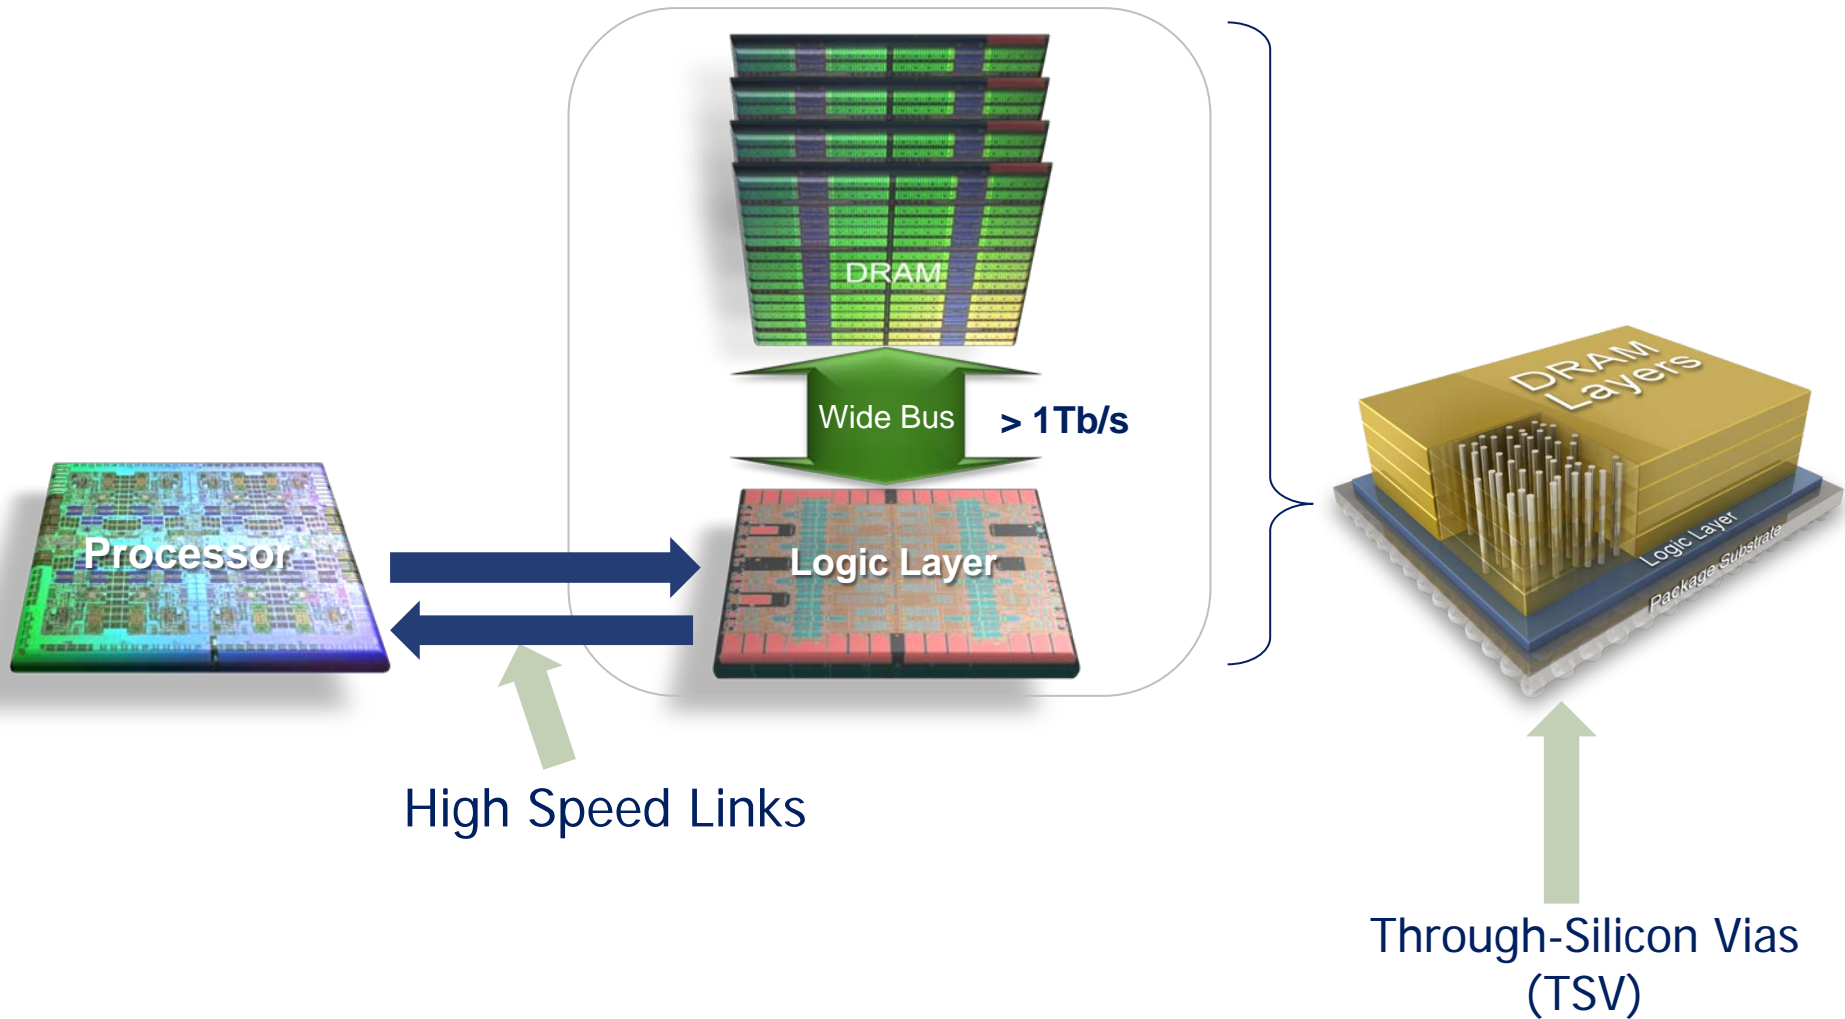 DRAM
Wide Bus
> 1Tb/s
Processor
Logic Layer
High Speed Links
DRAM
Layers
Logic Layer
Package Substrate
Through-Silicon Vias
(TSV)